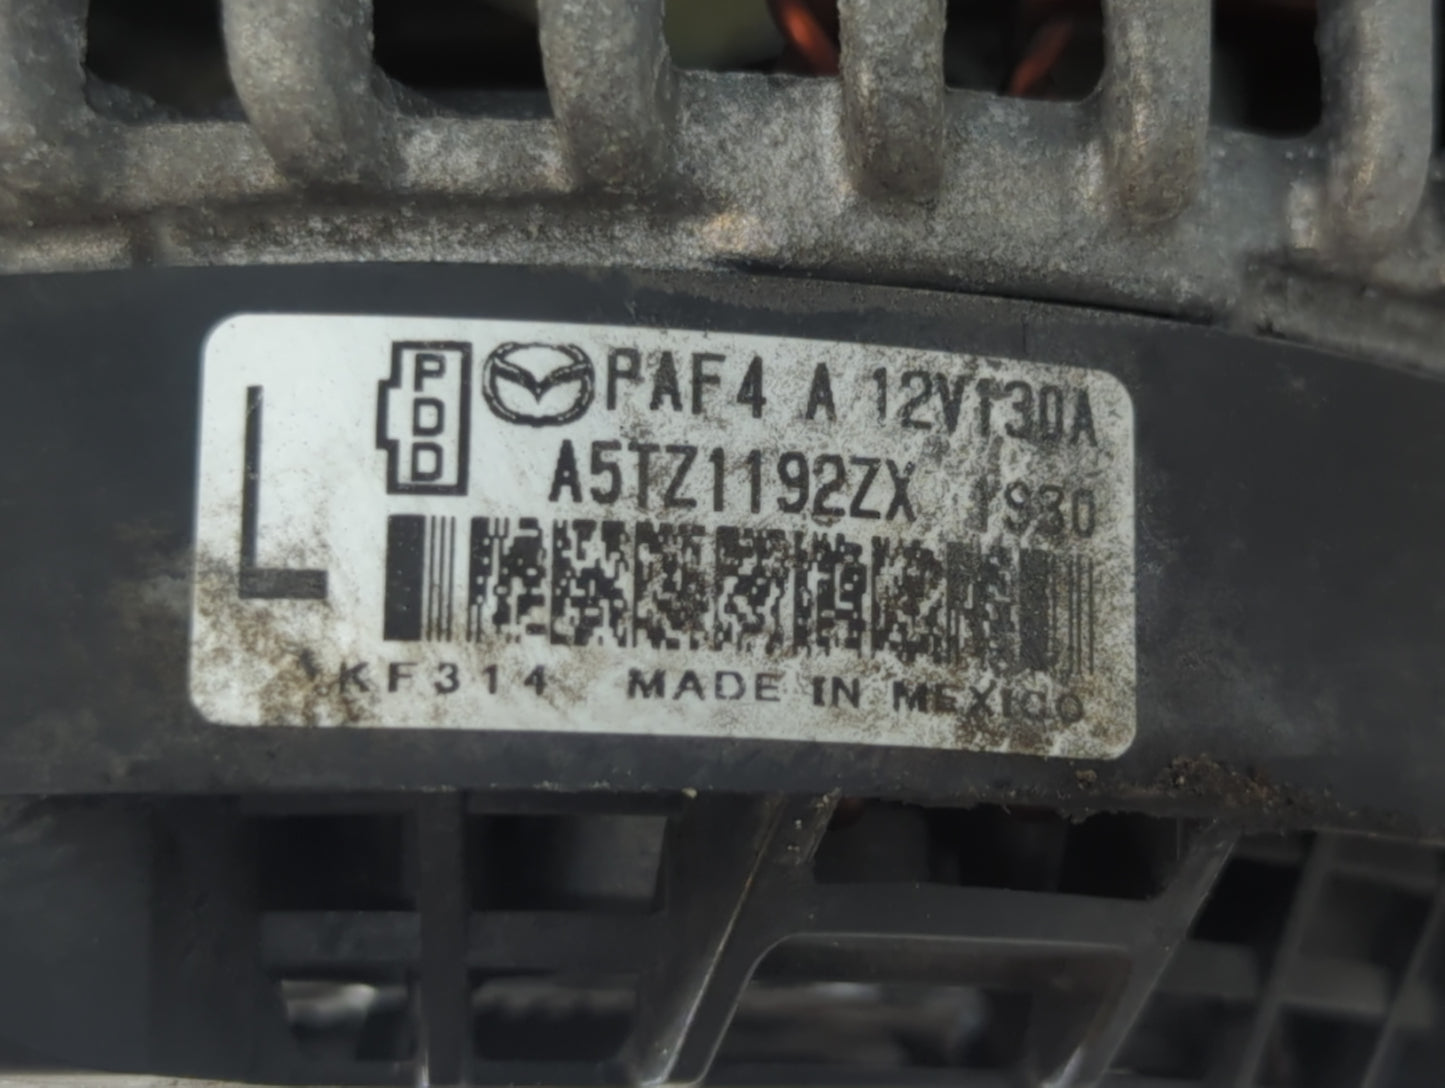 L
PDD
PAF4 A 12V130A
A5TZ1192ZX 1930
KF314 MADE IN MEXICO